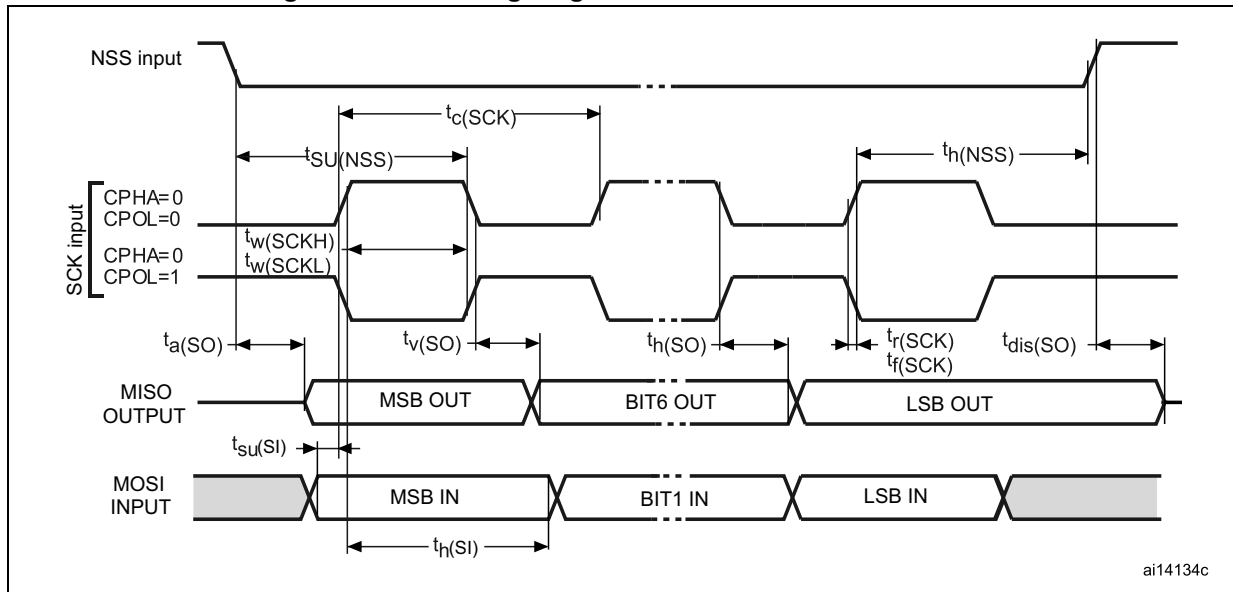 NSS input
tc(SCK)
tSU(NSS)
th(NSS)
SCK input
CPHA=0
CPOL=0
tw(SCKH)
CPHA=0
tw(SCKL)
CPOL=1
ta(SO)
tv(SO)
th(SO)
tr(SCK)
tf(SCK)
tdis(SO)
MISO
OUTPUT
MSB OUT
BIT6 OUT
LSB OUT
tsu(SI)
MOSI
INPUT
MSB IN
BIT1 IN
LSB IN
th(SI)
ai14134c